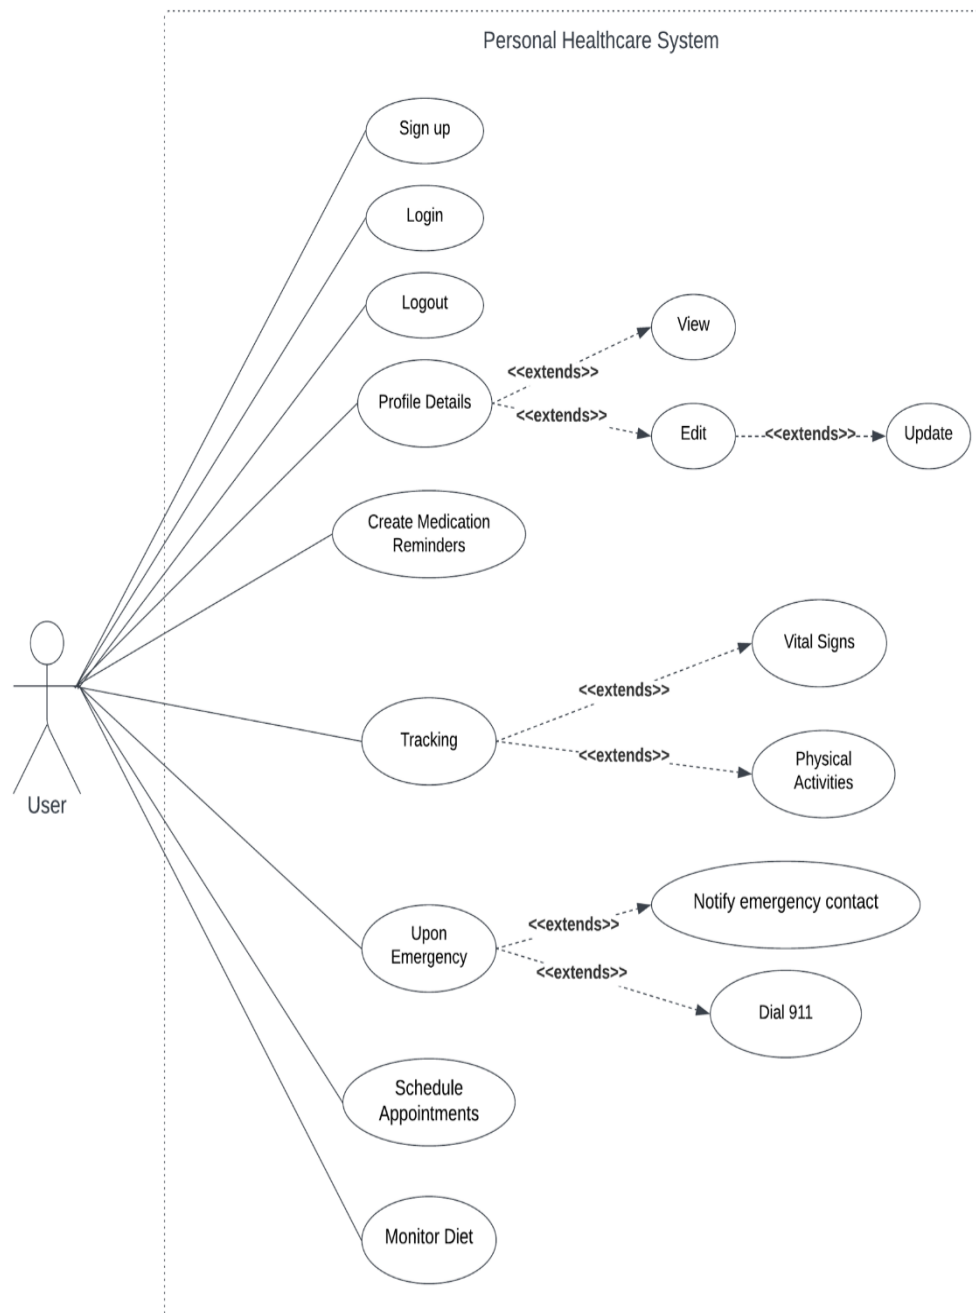 Personal Healthcare System
Sign up
Login
Logout
View
<<extends>>
Profile Details
<<extends>>
Edit
<<extends>>
Update
Create Medication
Reminders
Vital Signs
<<extends>>
Tracking
<<extends>>
Physical
Activities
User
Notify emergency contact
<<extends>>
Upon
Emergency
<<extends>>
Dial 911
Schedule
Appointments
Monitor Diet